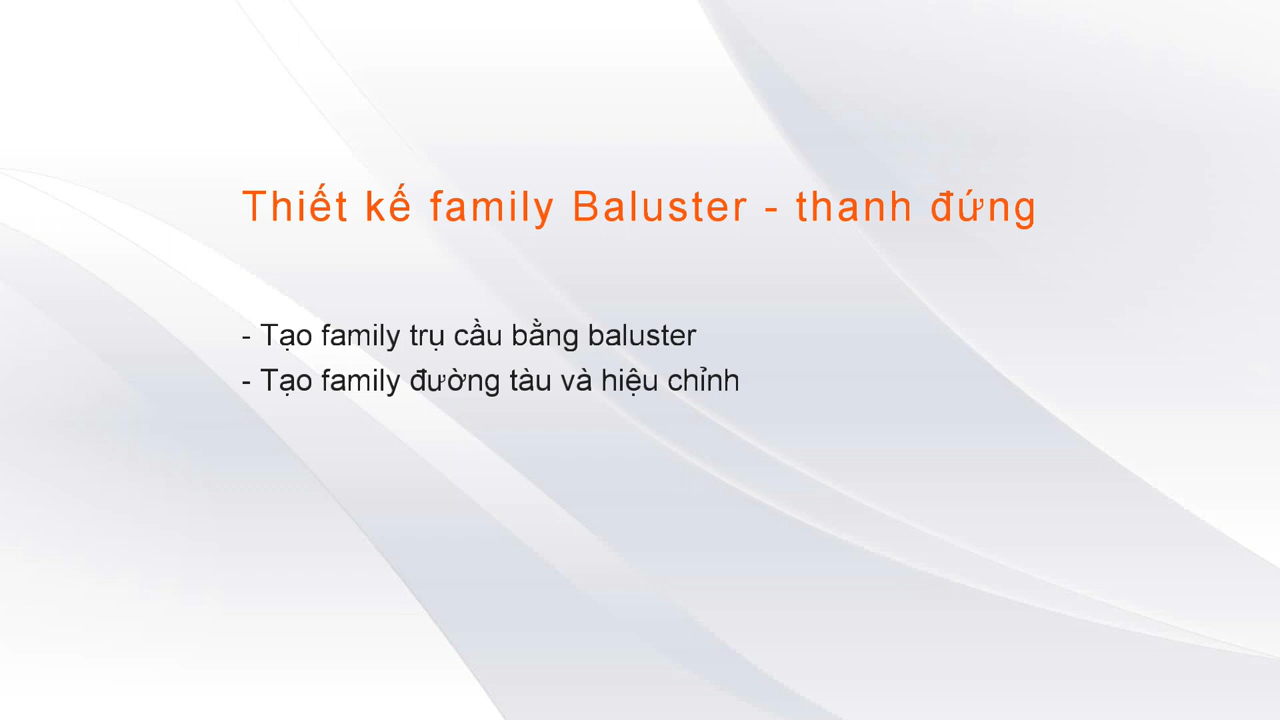 Thiết kế family Baluster - thanh đứng
- Tạo family trụ cầu bằng baluster
- Tạo family đường tàu và hiệu chỉnh